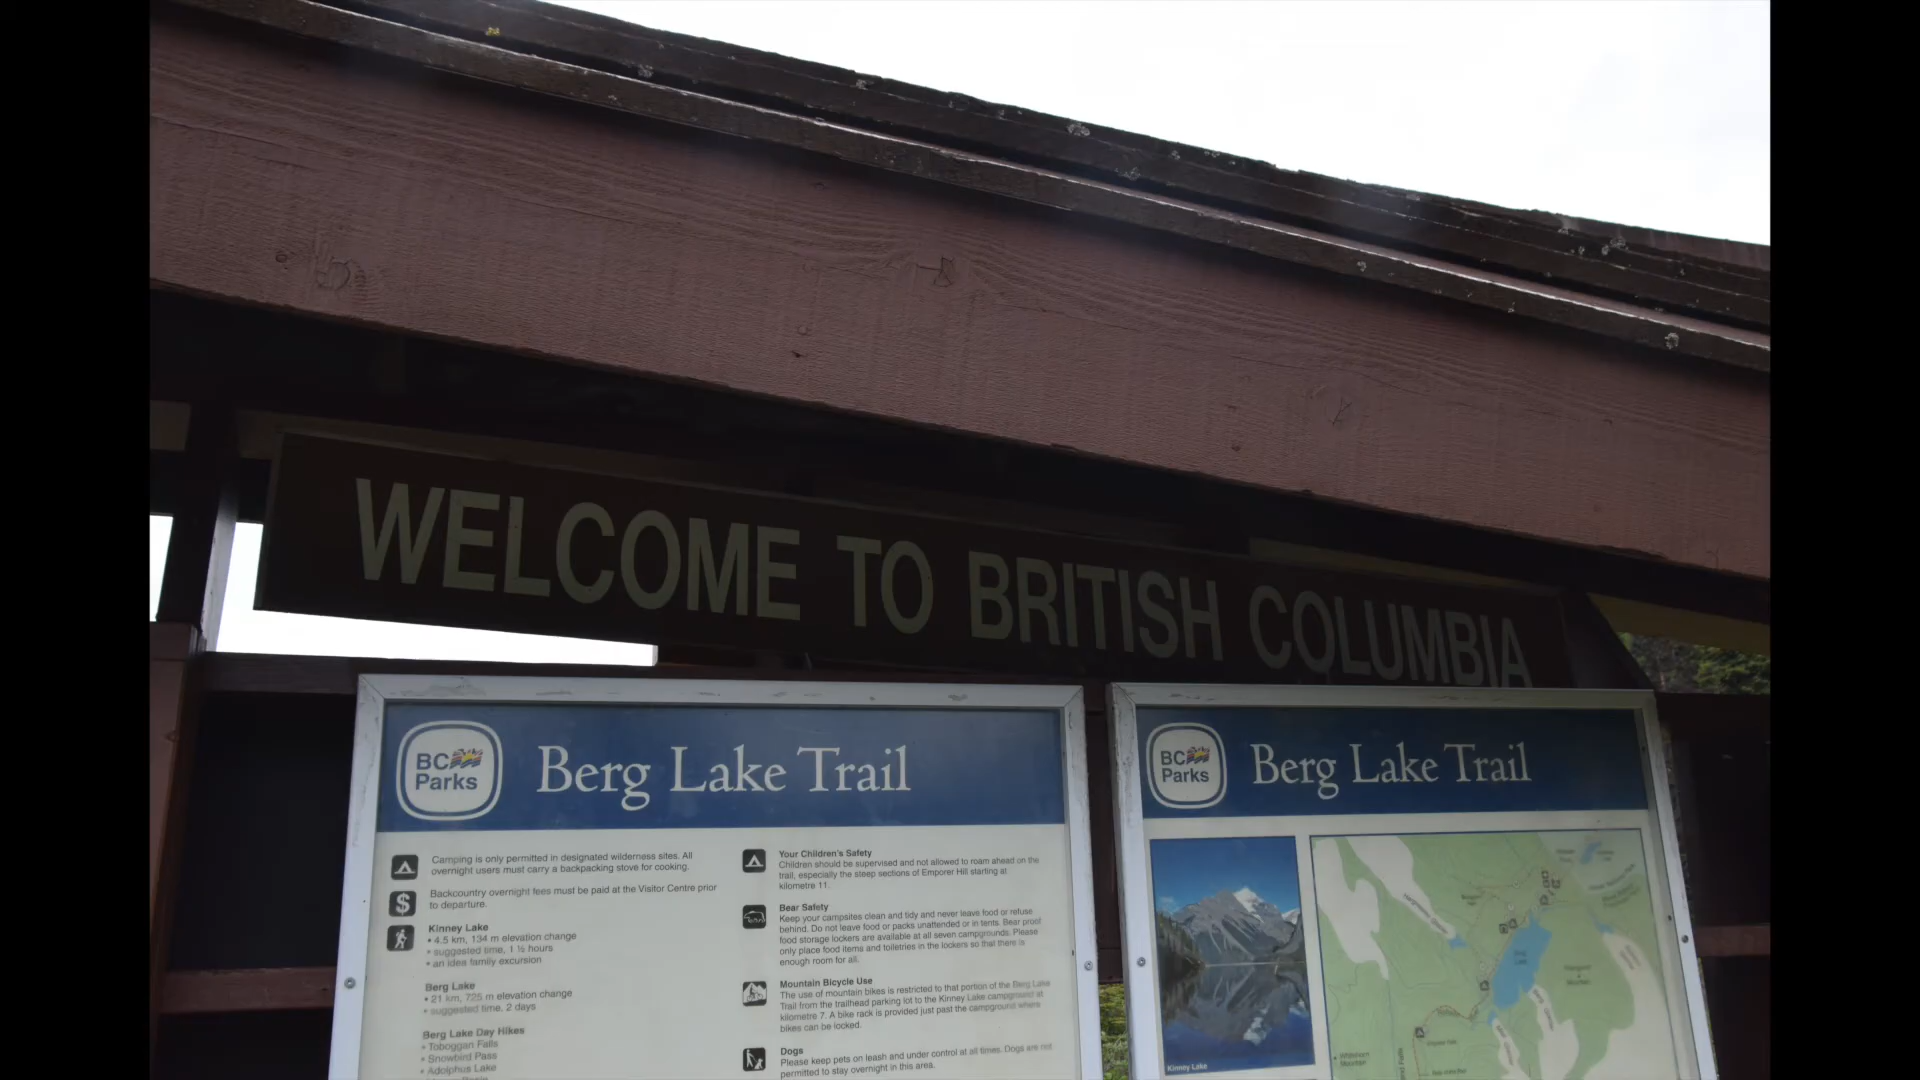 WELCOME TO BRITISH COLUMBIA
BC Parks
Berg Lake Trail
Camping is only permitted in designated wilderness sites. All
overnight users must carry a backpacking stove for cooking.
Backcountry overnight fees must be paid at the Visitor Centre prior
to departure.
Kinney Lake
• 4.5 km, 134 m elevation change
• suggested time, 1 ½ hours
• an idea family excursion
Berg Lake
• 21 km, 725 m elevation change
• suggested time, 2 days
Berg Lake Day Hikes
• Toboggan Falls
• Snowbird Pass
• Adolphus Lake
Your Children's Safety
Children should be supervised and not allowed to roam ahead on the
trail, especially the steep sections of Emporer Hill starting at
kilometre 11.
Bear Safety
Keep your campsites clean and tidy and never leave food or refuse
behind. Do not leave food or packs unattended or in tents. Bear proof
food storage lockers are available at all seven campgrounds. Please
only place food items and toiletries in the lockers so that there is
enough room for all.
Mountain Bicycle Use
The use of mountain bikes is restricted to that portion of the Berg Lake
Trail from the trailhead parking lot to the Kinney Lake campground at
kilometre 7. A bike rack is provided just past the campground where
bikes can be locked.
Dogs
Please keep pets on leash and under control at all times. Dogs are not
permitted to stay overnight in this area.
BC Parks
Berg Lake Trail
Kinney Lake
Berg
Lake
Whitehorn
Mountain